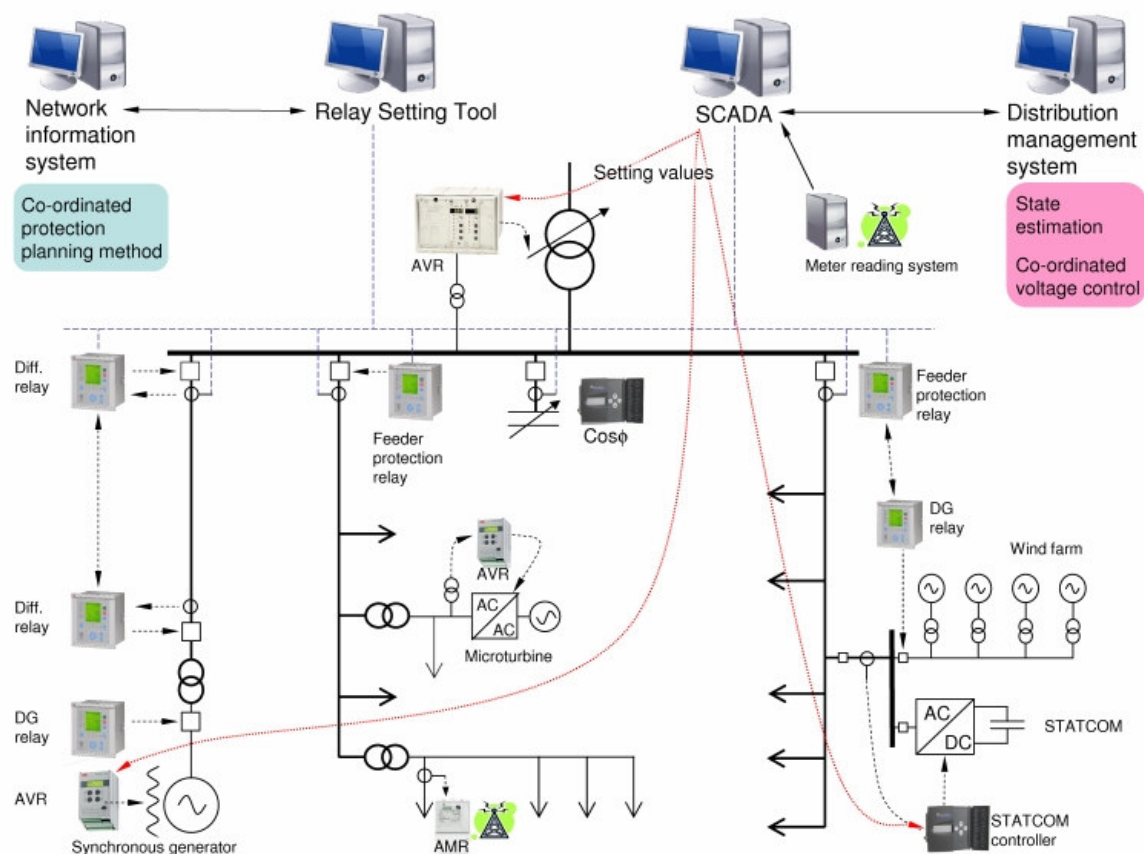 Network
information
system
Relay Setting Tool
SCADA
Distribution
management
system
Co-ordinated
protection
planning method
Setting values
State
estimation
Co-ordinated
voltage control
AVR
Meter reading system
Diff.
relay
Feeder
protection
relay
Cosϕ
Feeder
protection
relay
DG
relay
AVR
Wind farm
AC
AC
Microturbine
Diff.
relay
DG
relay
AC
DC
STATCOM
AVR
Synchronous generator
AMR
STATCOM
controller